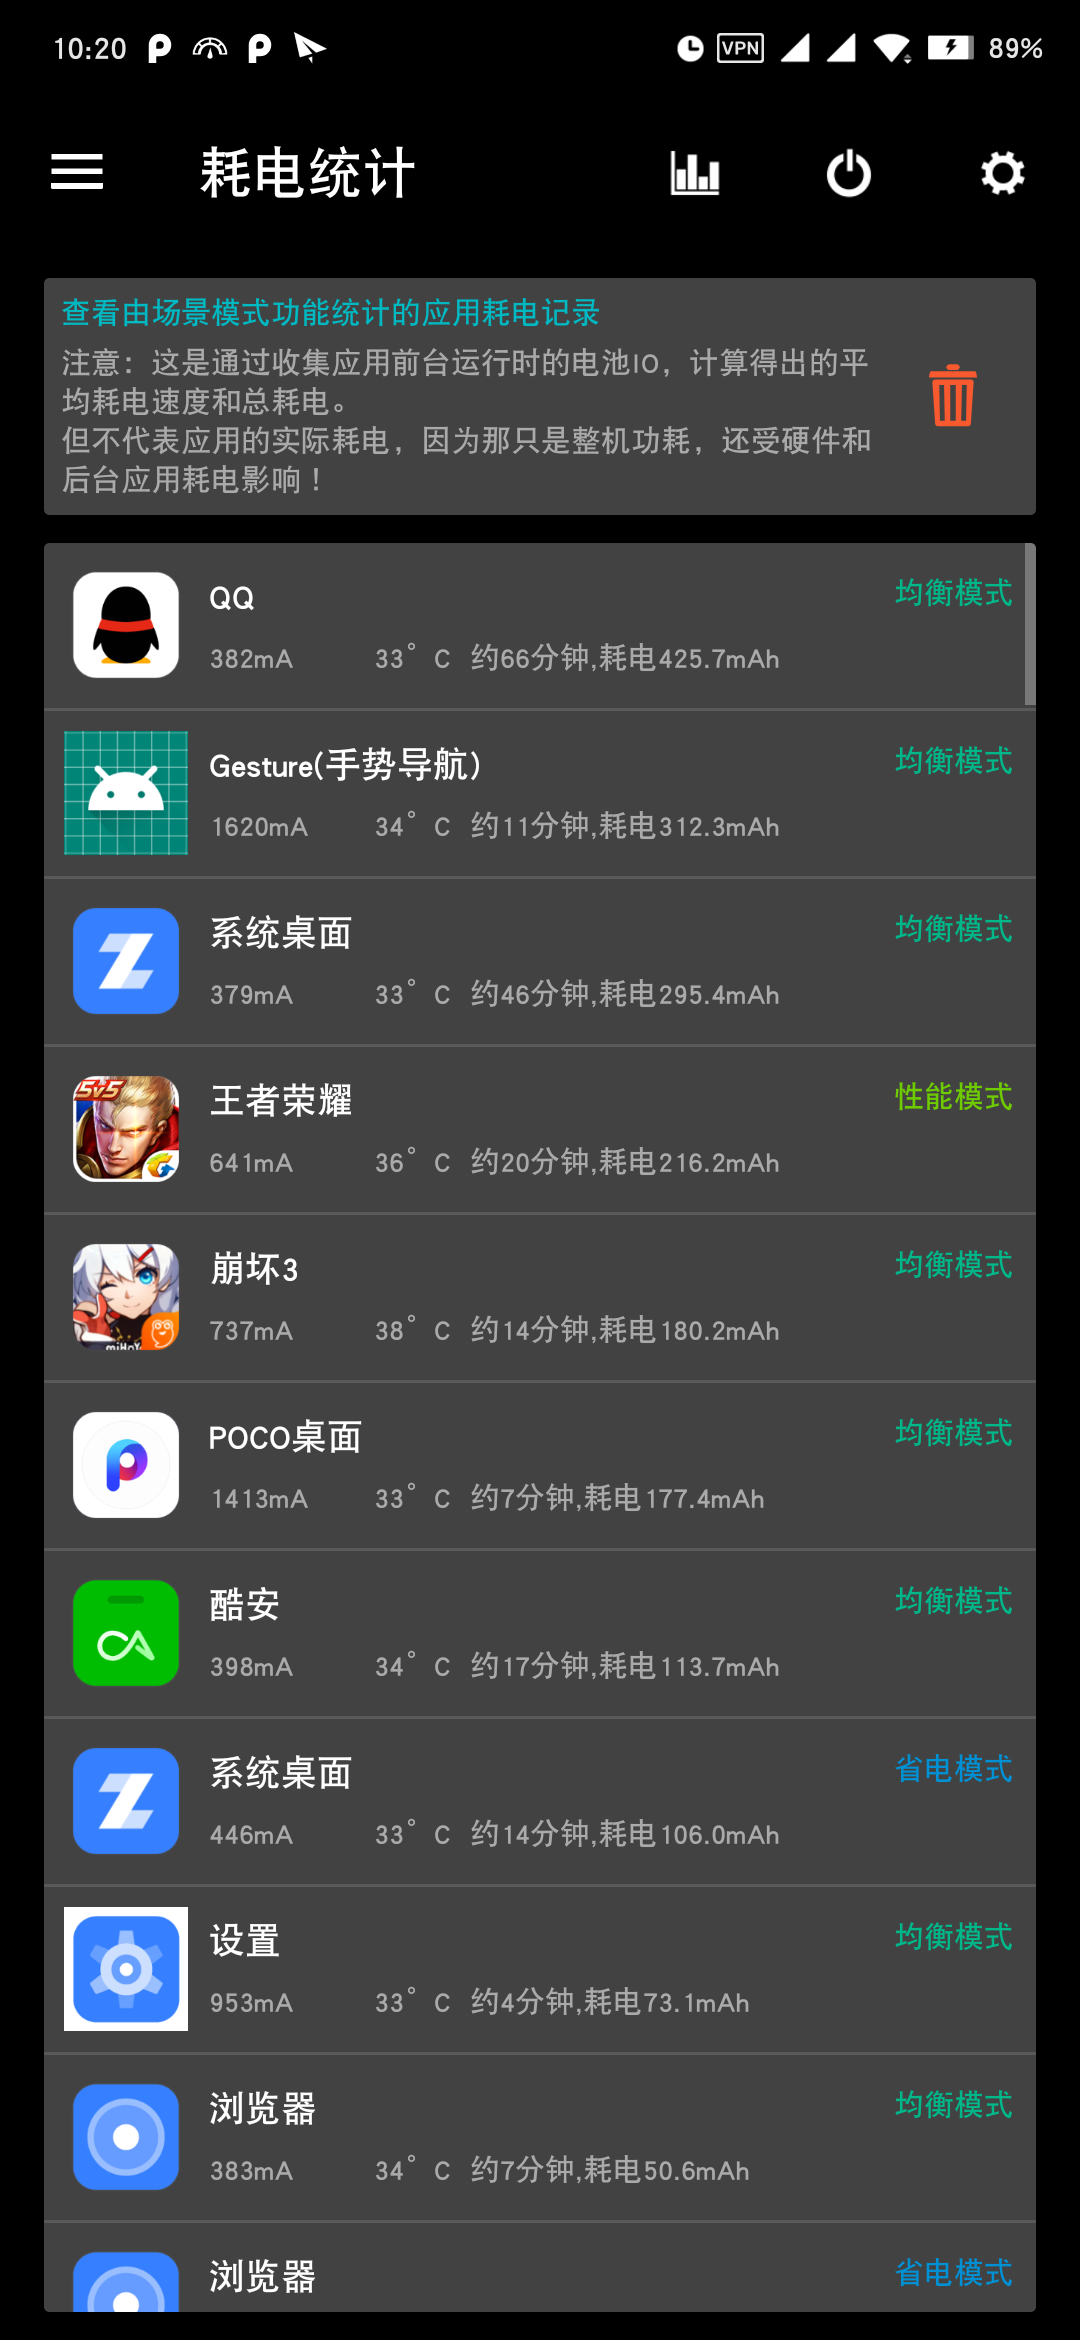 10:20
VPN
89%
耗电统计
查看由场景模式功能统计的应用耗电记录
注意：这是通过收集应用前台运行时的电池IO，计算得出的平
均耗电速度和总耗电。
但不代表应用的实际耗电，因为那只是整机功耗，还受硬件和
后台应用耗电影响！
QQ
均衡模式
382mA 33°C 约66分钟,耗电425.7mAh
Gesture(手势导航)
均衡模式
1620mA 34°C 约11分钟,耗电312.3mAh
系统桌面
均衡模式
379mA 33°C 约46分钟,耗电295.4mAh
5v5
王者荣耀
性能模式
641mA 36°C 约20分钟,耗电216.2mAh
崩坏3
均衡模式
737mA 38°C 约14分钟,耗电180.2mAh
POCO桌面
均衡模式
1413mA 33°C 约7分钟,耗电177.4mAh
酷安
均衡模式
398mA 34°C 约17分钟,耗电113.7mAh
系统桌面
省电模式
446mA 33°C 约14分钟,耗电106.0mAh
设置
均衡模式
953mA 33°C 约4分钟,耗电73.1mAh
浏览器
均衡模式
383mA 34°C 约7分钟,耗电50.6mAh
浏览器
省电模式